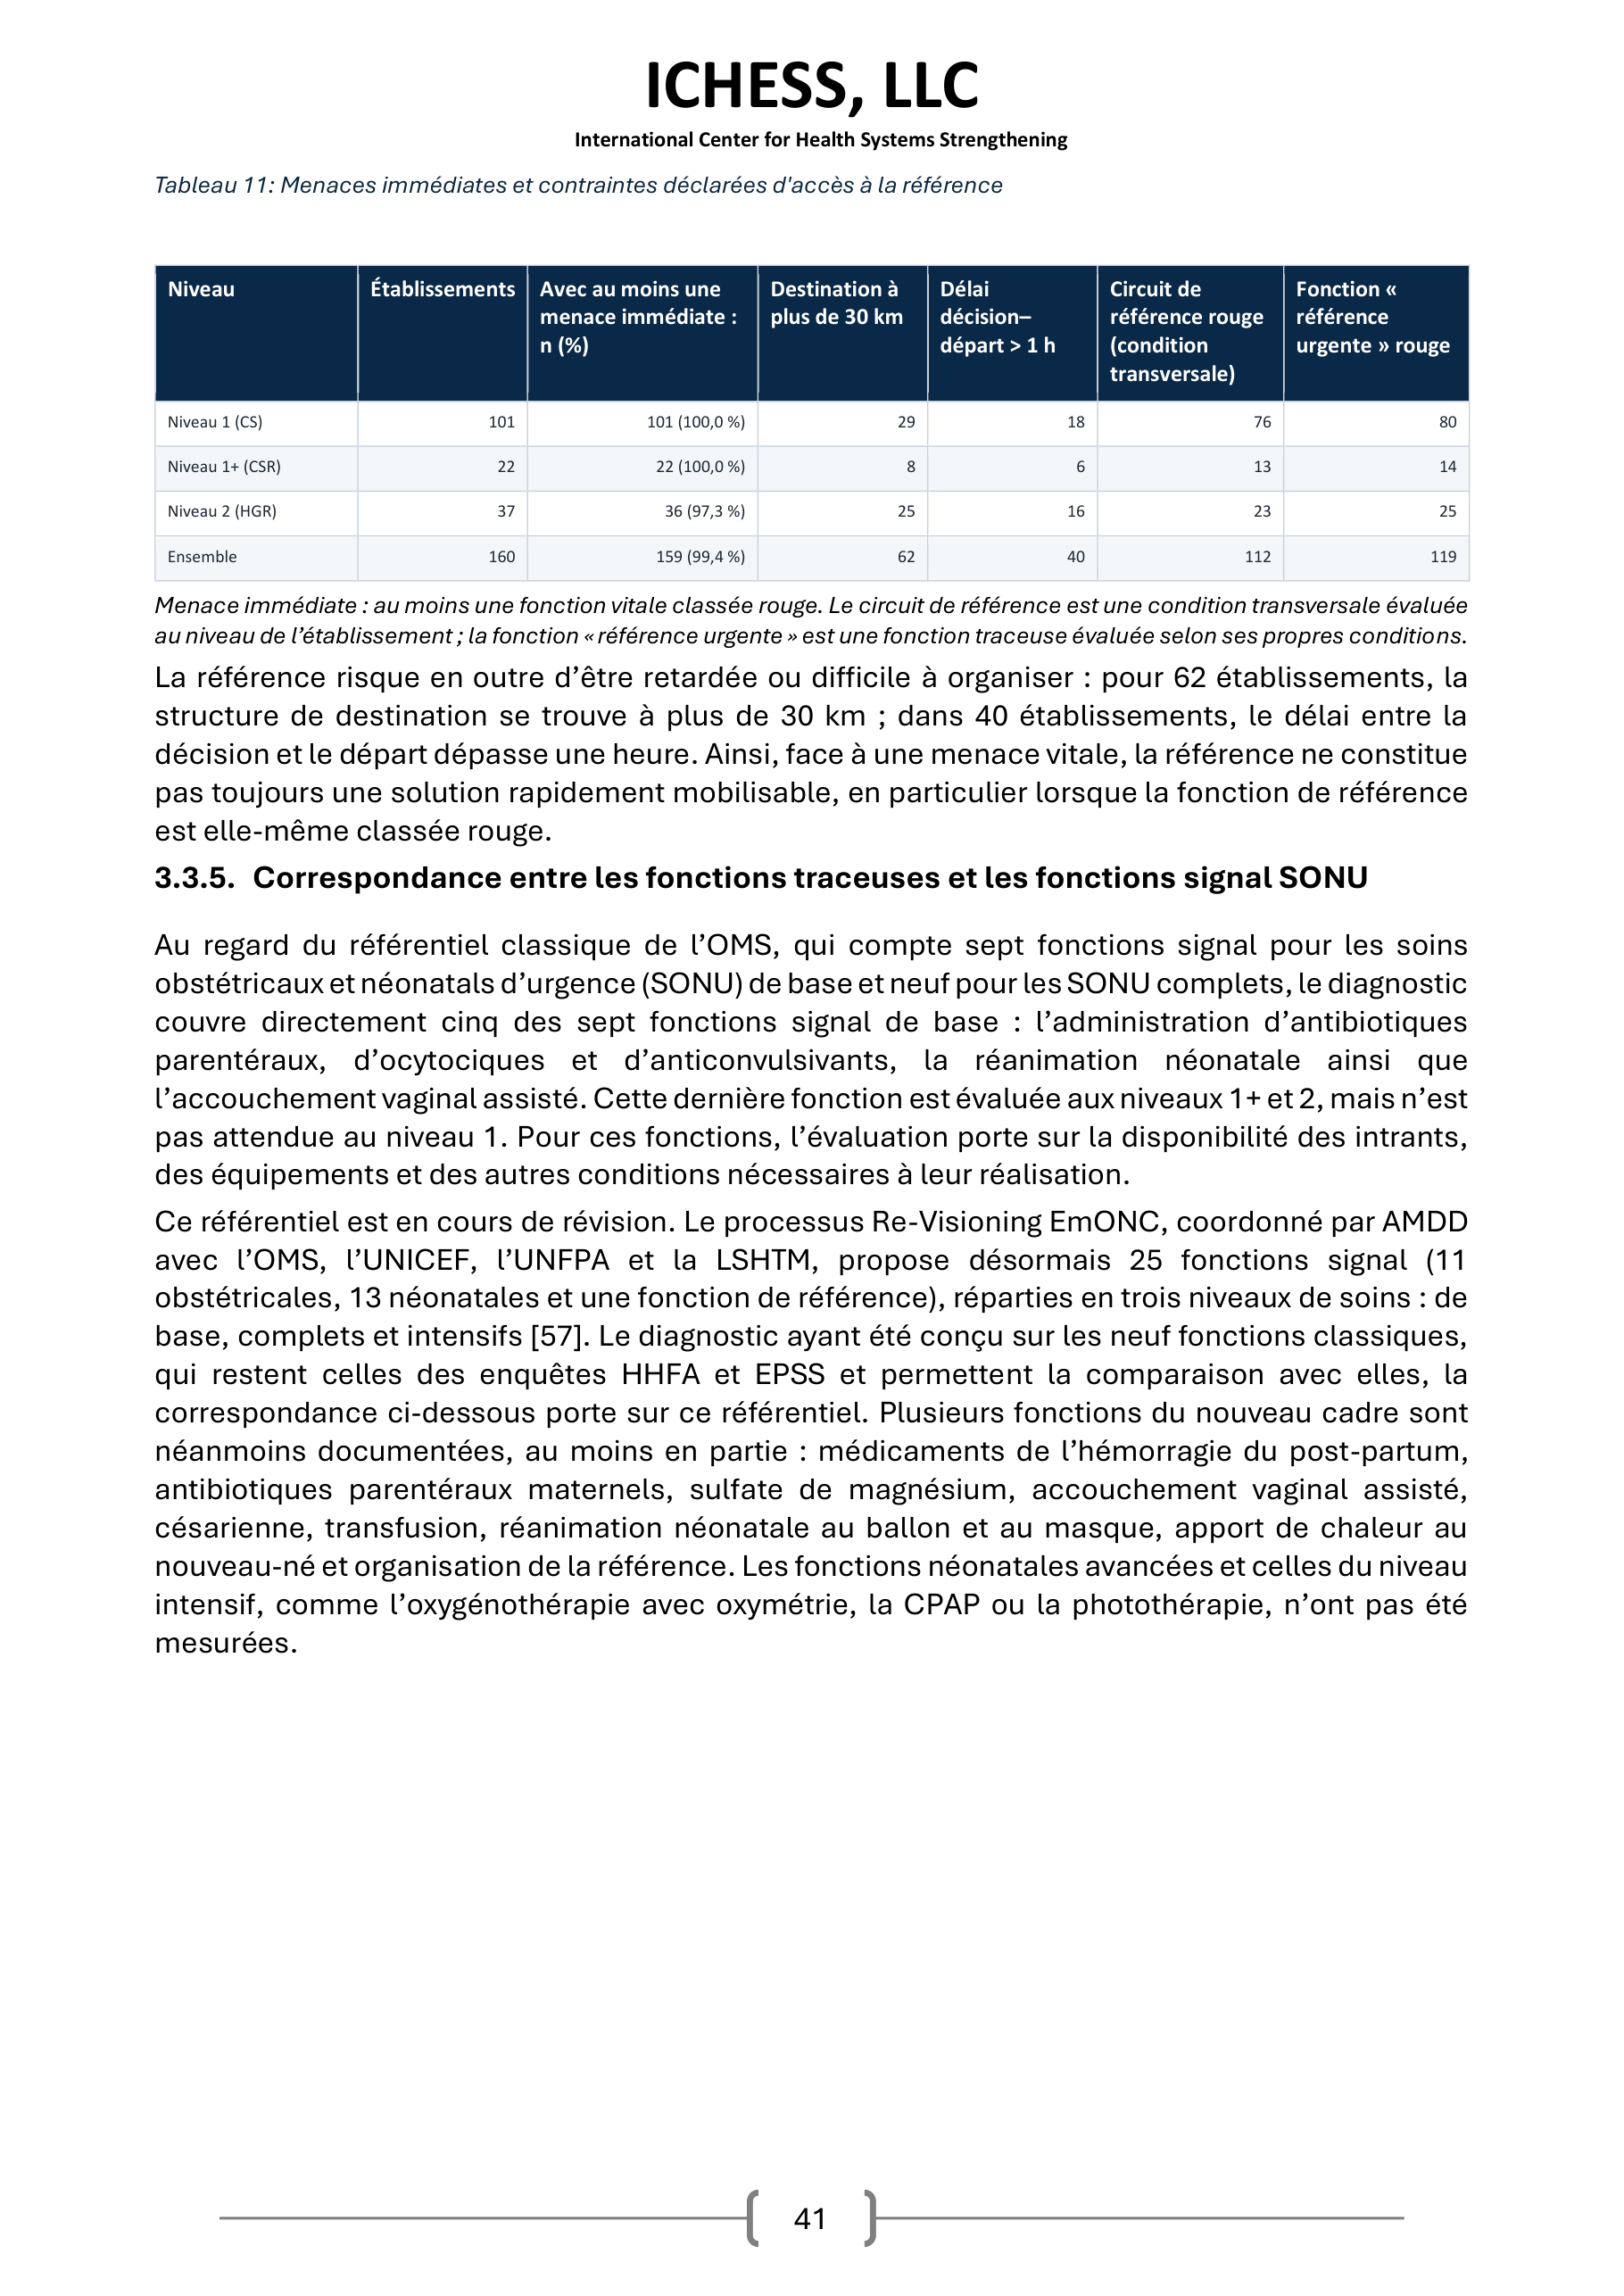 ICHESS, LLC
International Center for Health Systems Strengthening
Tableau 11: Menaces immédiates et contraintes déclarées d'accès à la référence
Niveau | Établissements | Avec au moins une menace immédiate : n (%) | Destination à plus de 30 km | Délai décision–départ > 1 h | Circuit de référence rouge (condition transversale) | Fonction « référence urgente » rouge
Niveau 1 (CS) | 101 | 101 (100,0 %) | 29 | 18 | 76 | 80
Niveau 1+ (CSR) | 22 | 22 (100,0 %) | 8 | 6 | 13 | 14
Niveau 2 (HGR) | 37 | 36 (97,3 %) | 25 | 16 | 23 | 25
Ensemble | 160 | 159 (99,4 %) | 62 | 40 | 112 | 119
Menace immédiate : au moins une fonction vitale classée rouge. Le circuit de référence est une condition transversale évaluée
au niveau de l’établissement ; la fonction « référence urgente » est une fonction traceuse évaluée selon ses propres conditions.
La référence risque en outre d’être retardée ou difficile à organiser : pour 62 établissements, la
structure de destination se trouve à plus de 30 km ; dans 40 établissements, le délai entre la
décision et le départ dépasse une heure. Ainsi, face à une menace vitale, la référence ne constitue
pas toujours une solution rapidement mobilisable, en particulier lorsque la fonction de référence
est elle-même classée rouge.
3.3.5. Correspondance entre les fonctions traceuses et les fonctions signal SONU
Au regard du référentiel classique de l’OMS, qui compte sept fonctions signal pour les soins
obstétricaux et néonatals d’urgence (SONU) de base et neuf pour les SONU complets, le diagnostic
couvre directement cinq des sept fonctions signal de base : l’administration d’antibiotiques
parentéraux, d’ocytociques et d’anticonvulsivants, la réanimation néonatale ainsi que
l’accouchement vaginal assisté. Cette dernière fonction est évaluée aux niveaux 1+ et 2, mais n’est
pas attendue au niveau 1. Pour ces fonctions, l’évaluation porte sur la disponibilité des intrants,
des équipements et des autres conditions nécessaires à leur réalisation.
Ce référentiel est en cours de révision. Le processus Re-Visioning EmONC, coordonné par AMDD
avec l’OMS, l’UNICEF, l’UNFPA et la LSHTM, propose désormais 25 fonctions signal (11
obstétricales, 13 néonatales et une fonction de référence), réparties en trois niveaux de soins : de
base, complets et intensifs [57]. Le diagnostic ayant été conçu sur les neuf fonctions classiques,
qui restent celles des enquêtes HHFA et EPSS et permettent la comparaison avec elles, la
correspondance ci-dessous porte sur ce référentiel. Plusieurs fonctions du nouveau cadre sont
néanmoins documentées, au moins en partie : médicaments de l’hémorragie du post-partum,
antibiotiques parentéraux maternels, sulfate de magnésium, accouchement vaginal assisté,
césarienne, transfusion, réanimation néonatale au ballon et au masque, apport de chaleur au
nouveau-né et organisation de la référence. Les fonctions néonatales avancées et celles du niveau
intensif, comme l’oxygénothérapie avec oxymétrie, la CPAP ou la photothérapie, n’ont pas été
mesurées.
41